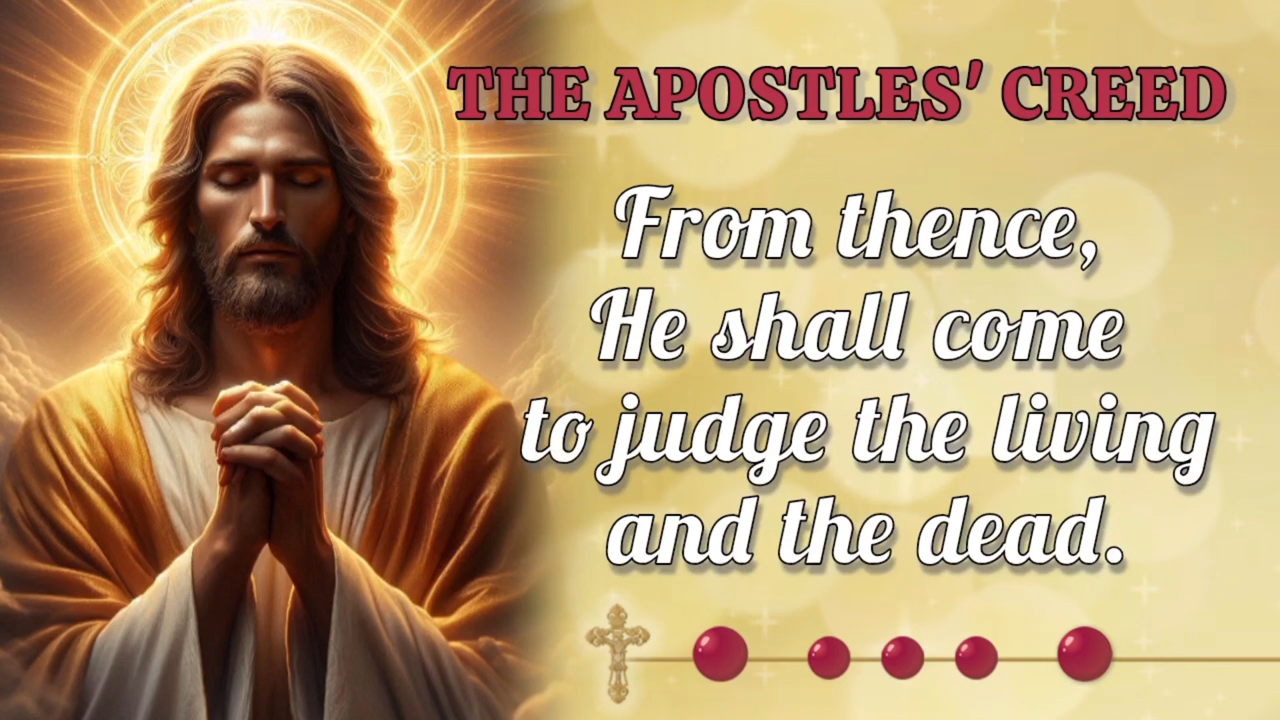 THE APOSTLES' CREED
From thence,
He shall come
to judge the living
and the dead.